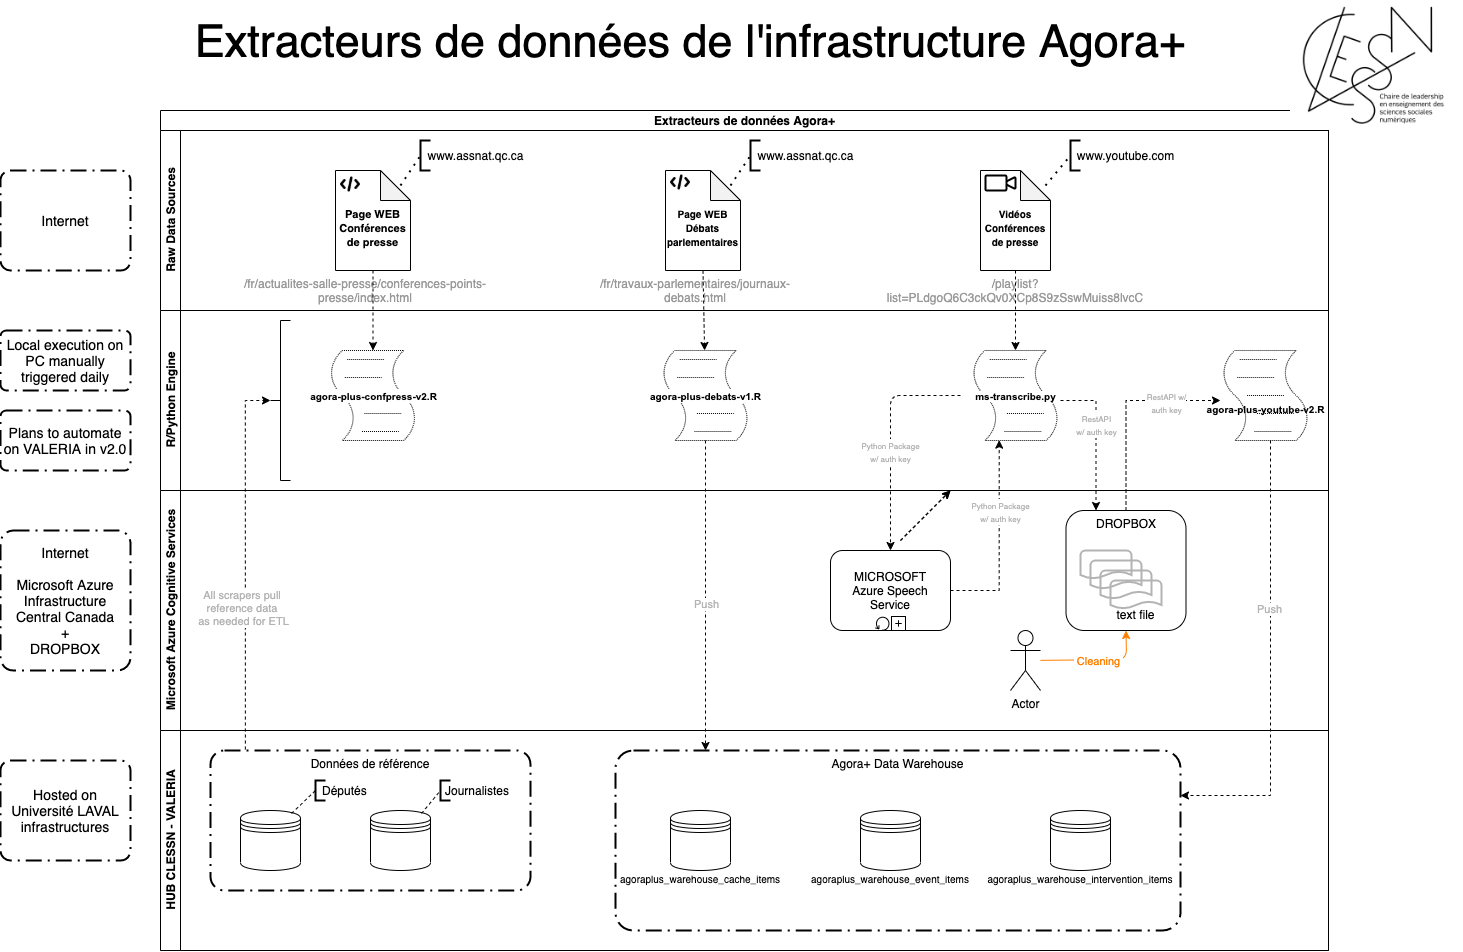 Extracteurs de données de l'infrastructure Agora+
CLESSN
Chaire de leadership
en enseignement des
sciences sociales
numériques
Extracteurs de données Agora+
Internet
Raw Data Sources
www.assnat.qc.ca
</>
Page WEB
Conférences
de presse
/fr/actualites-salle-presse/conferences-points-
presse/index.html
www.assnat.qc.ca
</>
Page WEB
Débats
parlementaires
/fr/travaux-parlementaires/journaux-
debats.html
www.youtube.com
Vidéos
Conférences
de presse
/playlist?
list=PLdgoQ6C3ckQv0XCp8S9zSswMuiss8lvcC
Local execution on
PC manually
triggered daily
Plans to automate
on VALERIA in v2.0
R/Python Engine
agora-plus-confpress-v2.R
agora-plus-debats-v1.R
ms-transcribe.py
agora-plus-youtube-v2.R
RestAPI w/
auth key
RestAPI
w/ auth key
Python Package
w/ auth key
Python Package
w/ auth key
Internet
Microsoft Azure
Infrastructure
Central Canada
+
DROPBOX
Microsoft Azure Cognitive Services
All scrapers pull
reference data
as needed for ETL
Push
MICROSOFT
Azure Speech
Service
+
DROPBOX
text file
Push
Cleaning
Actor
Hosted on
Université LAVAL
infrastructures
HUB CLESSN - VALERIA
Données de référence
Députés
Journalistes
Agora+ Data Warehouse
agoraplus_warehouse_cache_items
agoraplus_warehouse_event_items
agoraplus_warehouse_intervention_items